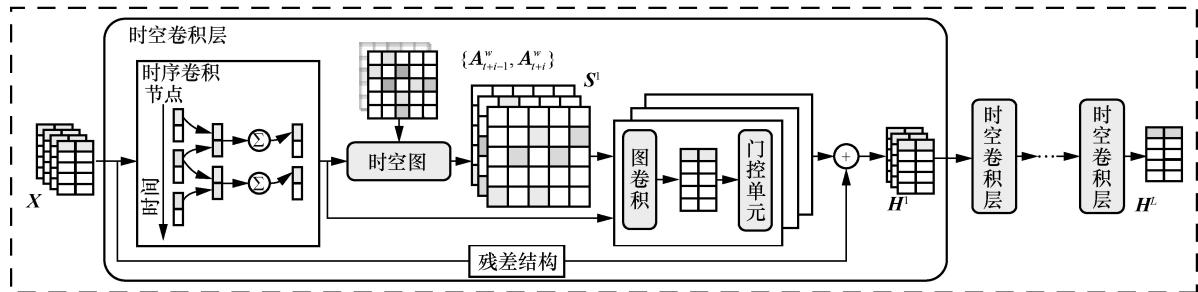 时空卷积层
时序卷积
节点
时间
X
Σ
Σ
时空图
{A^w_{t+i-1}, A^w_{t+i}}
S^1
图卷积
门控单元
+
残差结构
H^1
时空卷积层
…
时空卷积层
H^L